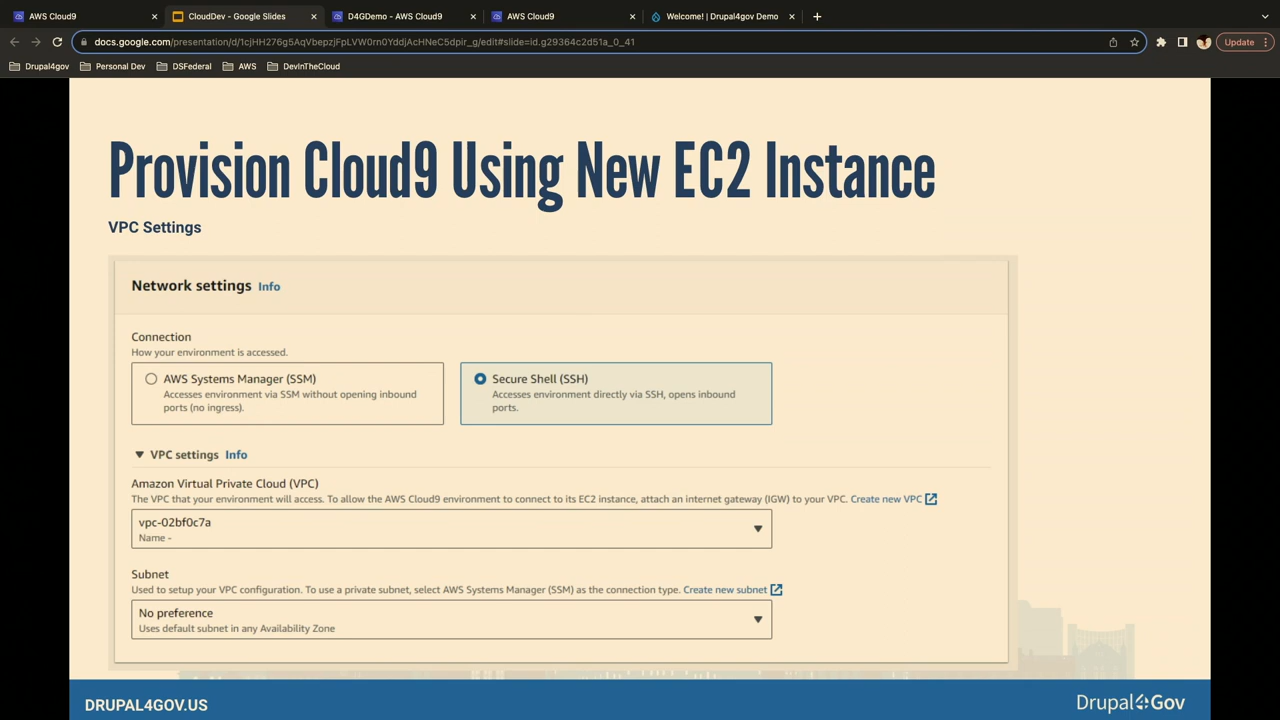 AWS Cloud9
CloudDev - Google Slides
D4GDemo - AWS Cloud9
AWS Cloud9
Welcome! | Drupal4gov Demo
docs.google.com/presentation/d/1cjHH276g5AqVbepzjFpLVW0rn0YddjAcHNeC5dpir_g/edit#slide=id.g29364c2d51a_0_41
Update
Drupal4gov
Personal Dev
DSFederal
AWS
DevInTheCloud
Provision Cloud9 Using New EC2 Instance
VPC Settings
Network settings Info
Connection
How your environment is accessed.
AWS Systems Manager (SSM)
Accesses environment via SSM without opening inbound
ports (no ingress).
Secure Shell (SSH)
Accesses environment directly via SSH, opens inbound
ports.
VPC settings Info
Amazon Virtual Private Cloud (VPC)
The VPC that your environment will access. To allow the AWS Cloud9 environment to connect to its EC2 instance, attach an internet gateway (IGW) to your VPC. Create new VPC
vpc-02bf0c7a
Name -
Subnet
Used to setup your VPC configuration. To use a private subnet, select AWS Systems Manager (SSM) as the connection type. Create new subnet
No preference
Uses default subnet in any Availability Zone
DRUPAL4GOV.US
Drupal4Gov